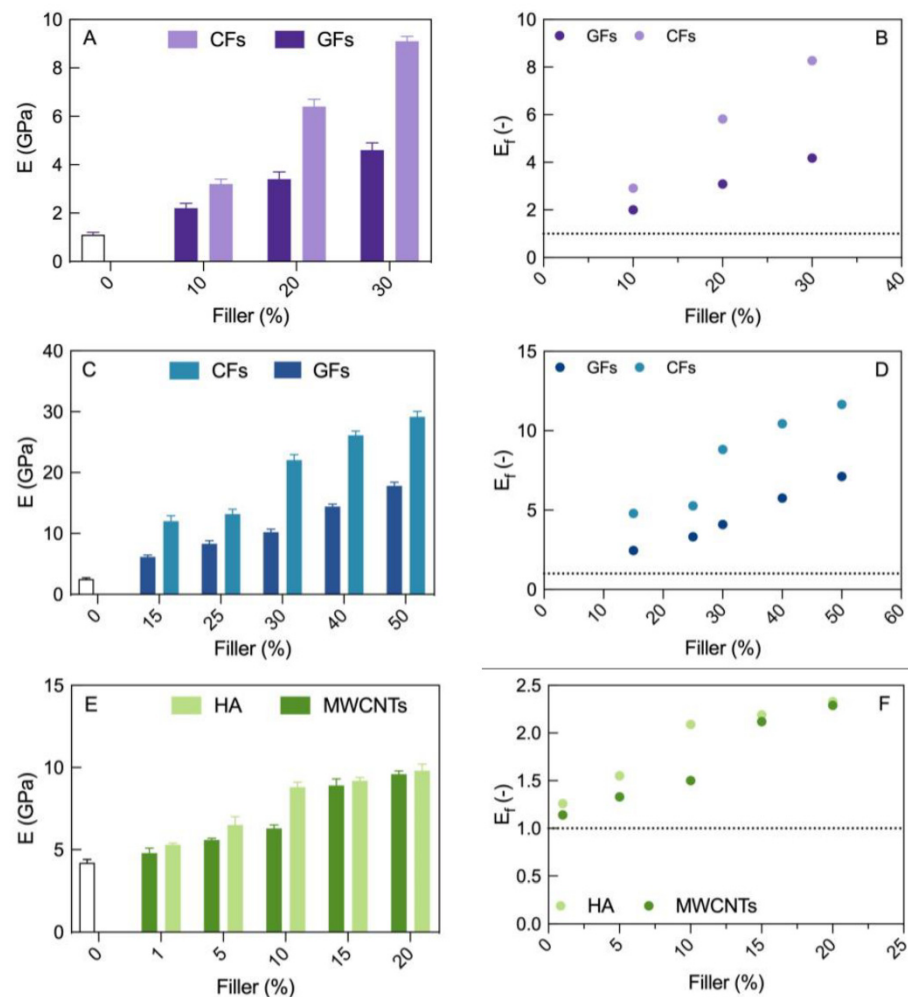 A
CFs GFs
10
8
6
4
2
0
E (GPa)
0 10 20 30
Filler (%)
B
GFs CFs
10
8
6
4
2
0
E_f (-)
0 10 20 30 40
Filler (%)
C
CFs GFs
40
30
20
10
0
E (GPa)
0 15 25 30 40 50
Filler (%)
D
GFs CFs
15
10
5
0
E_f (-)
0 10 20 30 40 50 60
Filler (%)
E
HA MWCNTs
15
10
5
0
E (GPa)
0 1 5 10 15 20
Filler (%)
F
2.5
2.0
1.5
1.0
0.5
0.0
E_f (-)
HA MWCNTs
0 5 10 15 20 25
Filler (%)